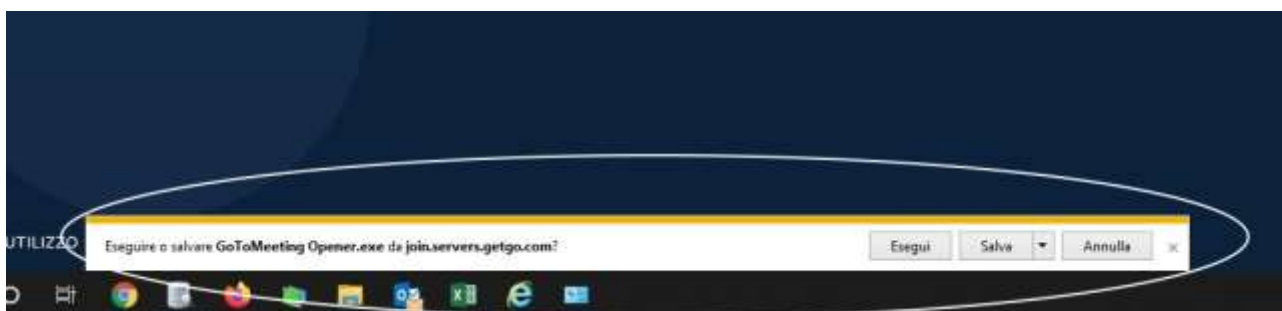 UTILIZZO
Eseguire o salvare GoToMeeting Opener.exe da join.servers.getgo.com?
Esegui
Salva
Annulla